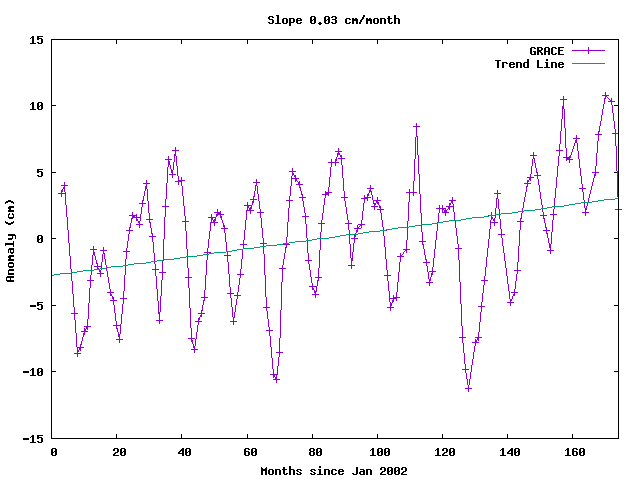 Slope 0.03 cm/month
15
GRACE
Trend Line
10
5
0
-5
-10
-15
Anomaly (cm)
0 20 40 60 80 100 120 140 160
Months since Jan 2002